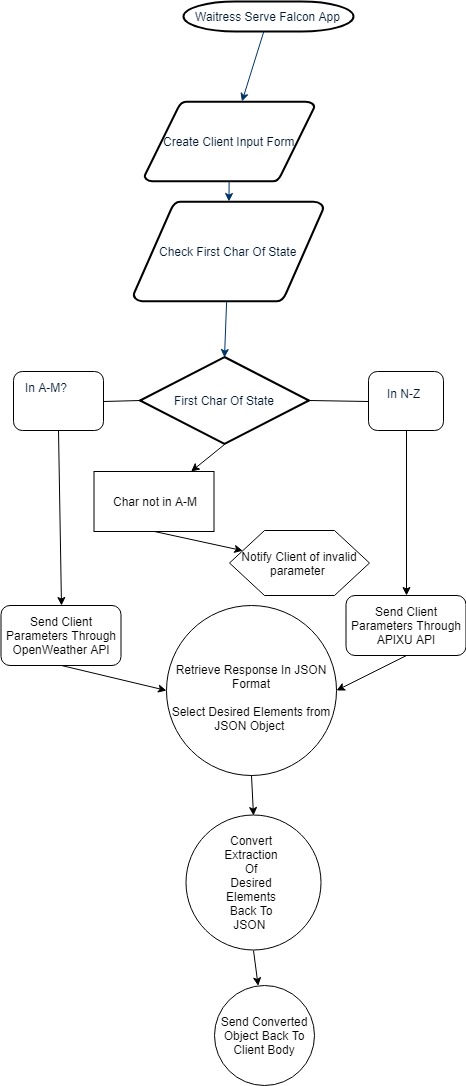 Waitress Serve Falcon App
Create Client Input Form
Check First Char Of State
In A-M?
First Char Of State
In N-Z
Char not in A-M
Notify Client of invalid
parameter
Send Client
Parameters Through
OpenWeather API
Send Client
Parameters Through
APIXU API
Retrieve Response In JSON
Format
Select Desired Elements from
JSON Object
Convert
Extraction
Of
Desired
Elements
Back To
JSON
Send Converted
Object Back To
Client Body